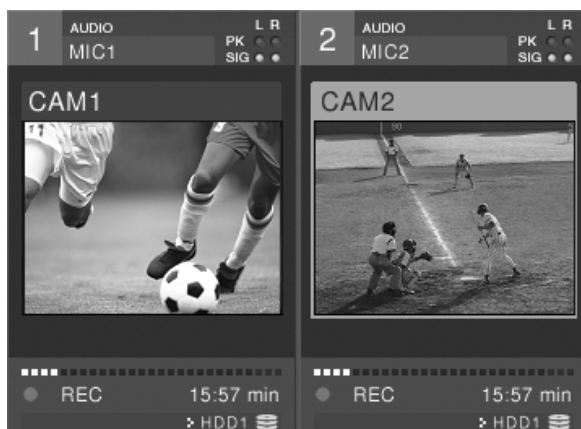 1
AUDIO
MIC1
L R
PK
SIG
CAM1
REC
15:57 min
HDD1
2
AUDIO
MIC2
L R
PK
SIG
CAM2
90
REC
15:57 min
HDD1